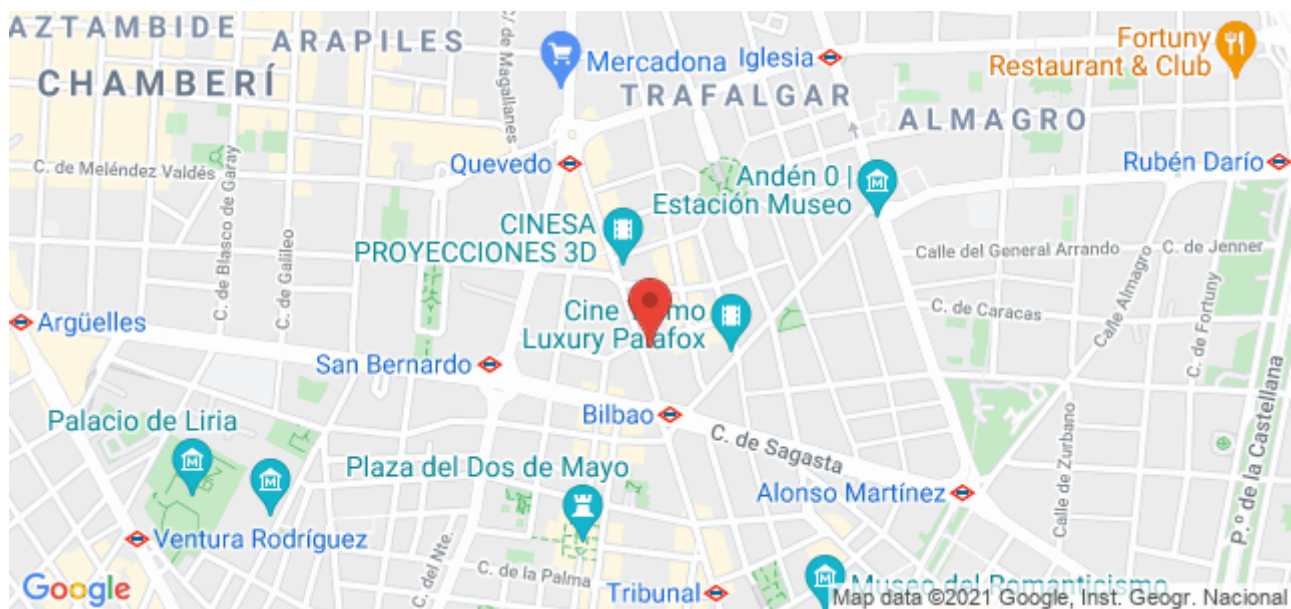 AZTAMBIDE
ARAPILES
CHAMBERÍ
C/ de Magallanes
Mercadona
Iglesia
TRAFALGAR
Fortuny
Restaurant & Club
ALMAGRO
C. de Meléndez Valdés
Quevedo
Andén 0 |
Estación Museo
Rubén Darío
C. de Blasco de Garay
C. de Galileo
CINESA
PROYECCIONES 3D
Calle del General Arrando
C. de Jenner
Calle Almagro
C. de Fortuny
C. de Caracas
Argüelles
Cine
Luxury Palafox
San Bernardo
Bilbao
C. de Sagasta
Palacio de Liria
Plaza del Dos de Mayo
Alonso Martínez
C. de Zurbano
P.º de la Castellana
Ventura Rodríguez
C. del Nte.
C. de la Palma
Tribunal
Museo del Romanticismo
Google
Map data ©2021 Google, Inst. Geogr. Nacional